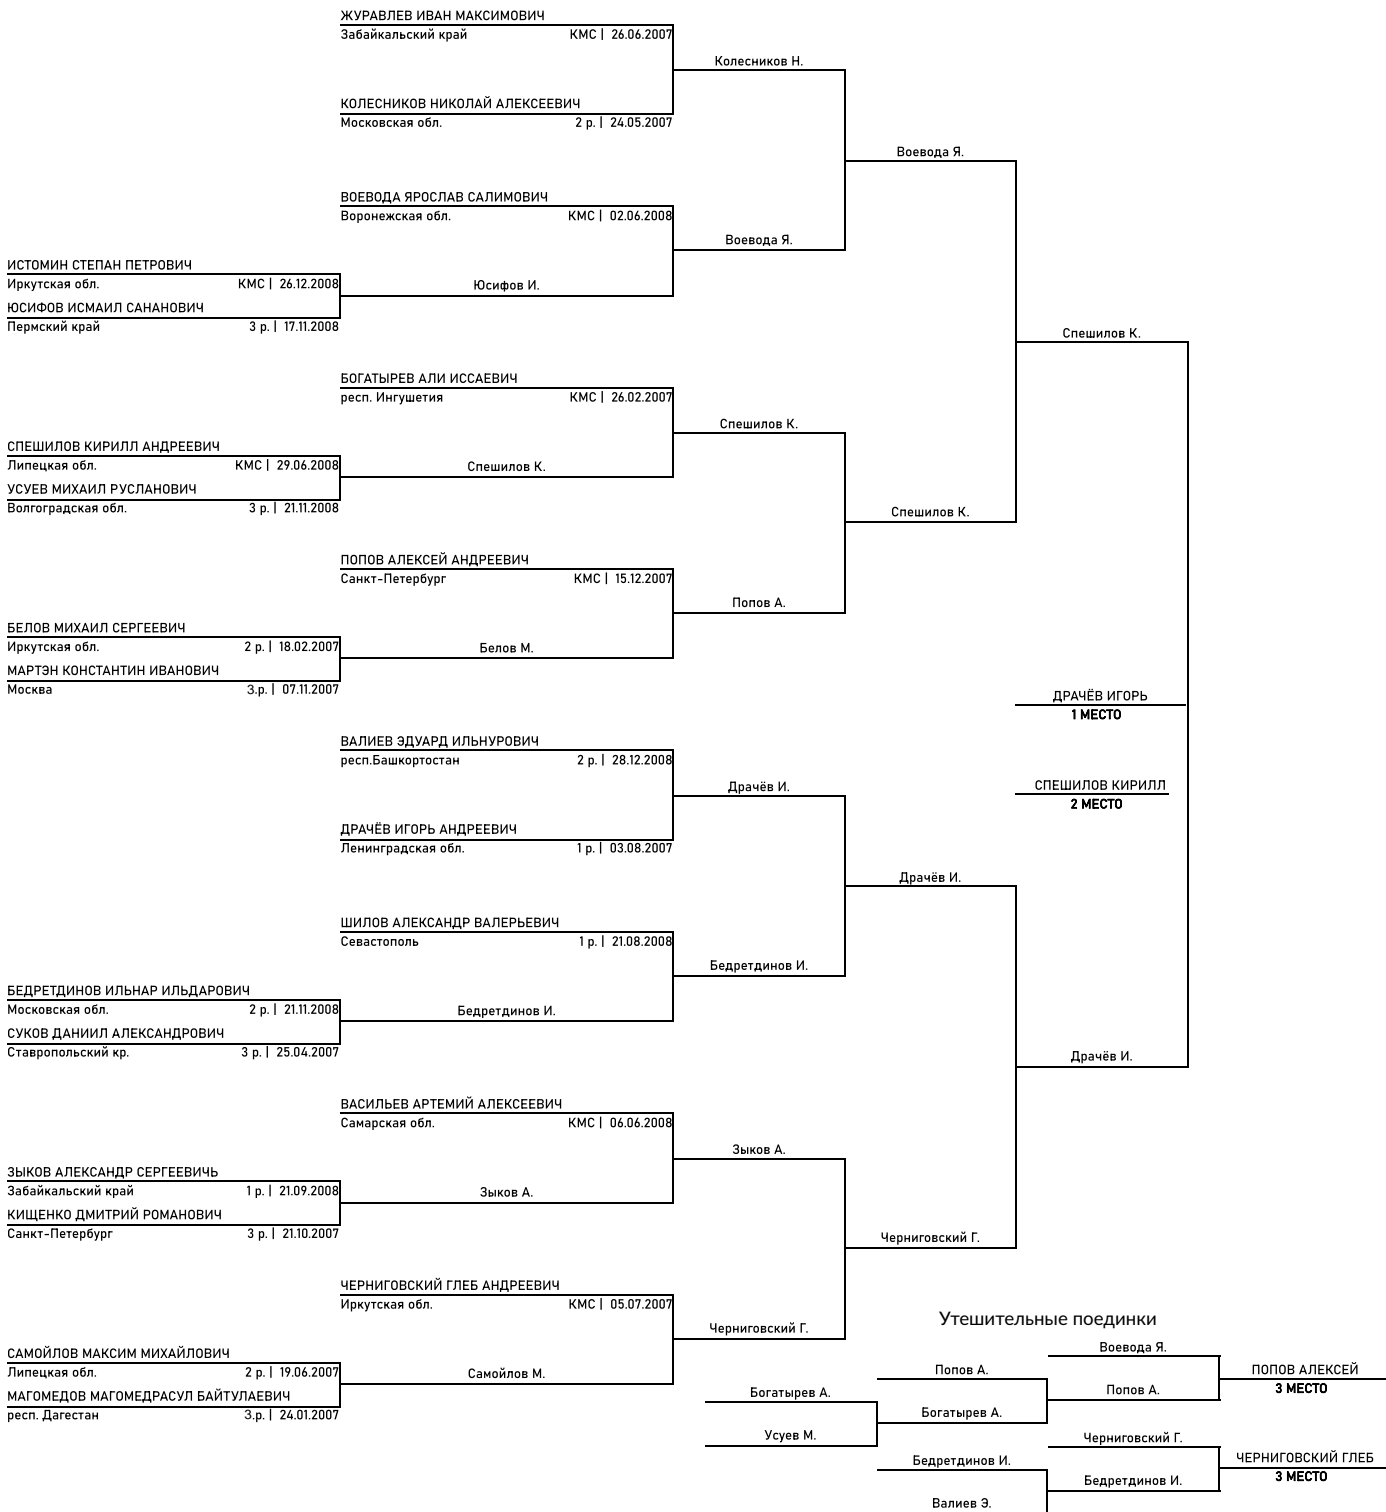 ЖУРАВЛЕВ ИВАН МАКСИМОВИЧ
Забайкальский край КМС | 26.06.2007
Колесников Н.
КОЛЕСНИКОВ НИКОЛАЙ АЛЕКСЕЕВИЧ
Московская обл. 2 р. | 24.05.2007
Воевода Я.
ВОЕВОДА ЯРОСЛАВ САЛИМОВИЧ
Воронежская обл. КМС | 02.06.2008
Воевода Я.
ИСТОМИН СТЕПАН ПЕТРОВИЧ
Иркутская обл. КМС | 26.12.2008
Юсифов И.
ЮСИФОВ ИСМАИЛ САНАНОВИЧ
Пермский край 3 р. | 17.11.2008
Спешилов К.
БОГАТЫРЕВ АЛИ ИССАЕВИЧ
респ. Ингушетия КМС | 26.02.2007
Спешилов К.
СПЕШИЛОВ КИРИЛЛ АНДРЕЕВИЧ
Липецкая обл. КМС | 29.06.2008
Спешилов К.
УСУЕВ МИХАИЛ РУСЛАНОВИЧ
Волгоградская обл. 3 р. | 21.11.2008
Спешилов К.
ПОПОВ АЛЕКСЕЙ АНДРЕЕВИЧ
Санкт-Петербург КМС | 15.12.2007
Попов А.
БЕЛОВ МИХАИЛ СЕРГЕЕВИЧ
Иркутская обл. 2 р. | 18.02.2007
Белов М.
МАРТЭН КОНСТАНТИН ИВАНОВИЧ
Москва 3.р. | 07.11.2007
ДРАЧЁВ ИГОРЬ
1 МЕСТО
ВАЛИЕВ ЭДУАРД ИЛЬНУРОВИЧ
респ.Башкортостан 2 р. | 28.12.2008
Драчёв И.
СПЕШИЛОВ КИРИЛЛ
2 МЕСТО
ДРАЧЁВ ИГОРЬ АНДРЕЕВИЧ
Ленинградская обл. 1 р. | 03.08.2007
Драчёв И.
ШИЛОВ АЛЕКСАНДР ВАЛЕРЬЕВИЧ
Севастополь 1 р. | 21.08.2008
Бедретдинов И.
БЕДРЕТДИНОВ ИЛЬНАР ИЛЬДАРОВИЧ
Московская обл. 2 р. | 21.11.2008
Бедретдинов И.
СУКОВ ДАНИИЛ АЛЕКСАНДРОВИЧ
Ставропольский кр. 3 р. | 25.04.2007
Драчёв И.
ВАСИЛЬЕВ АРТЕМИЙ АЛЕКСЕЕВИЧ
Самарская обл. КМС | 06.06.2008
Зыков А.
ЗЫКОВ АЛЕКСАНДР СЕРГЕЕВИЧЬ
Забайкальский край 1 р. | 21.09.2008
Зыков А.
КИЩЕНКО ДМИТРИЙ РОМАНОВИЧ
Санкт-Петербург 3 р. | 21.10.2007
Черниговский Г.
ЧЕРНИГОВСКИЙ ГЛЕБ АНДРЕЕВИЧ
Иркутская обл. КМС | 05.07.2007
Черниговский Г.
САМОЙЛОВ МАКСИМ МИХАЙЛОВИЧ
Липецкая обл. 2 р. | 19.06.2007
Самойлов М.
МАГОМЕДОВ МАГОМЕДРАСУЛ БАЙТУЛАЕВИЧ
респ. Дагестан 3.р. | 24.01.2007
Утешительные поединки
Воевода Я.
Попов А.
ПОПОВ АЛЕКСЕЙ
3 МЕСТО
Богатырев А.
Попов А.
Богатырев А.
Усуев М.
Черниговский Г.
Бедретдинов И.
ЧЕРНИГОВСКИЙ ГЛЕБ
3 МЕСТО
Бедретдинов И.
Валиев Э.